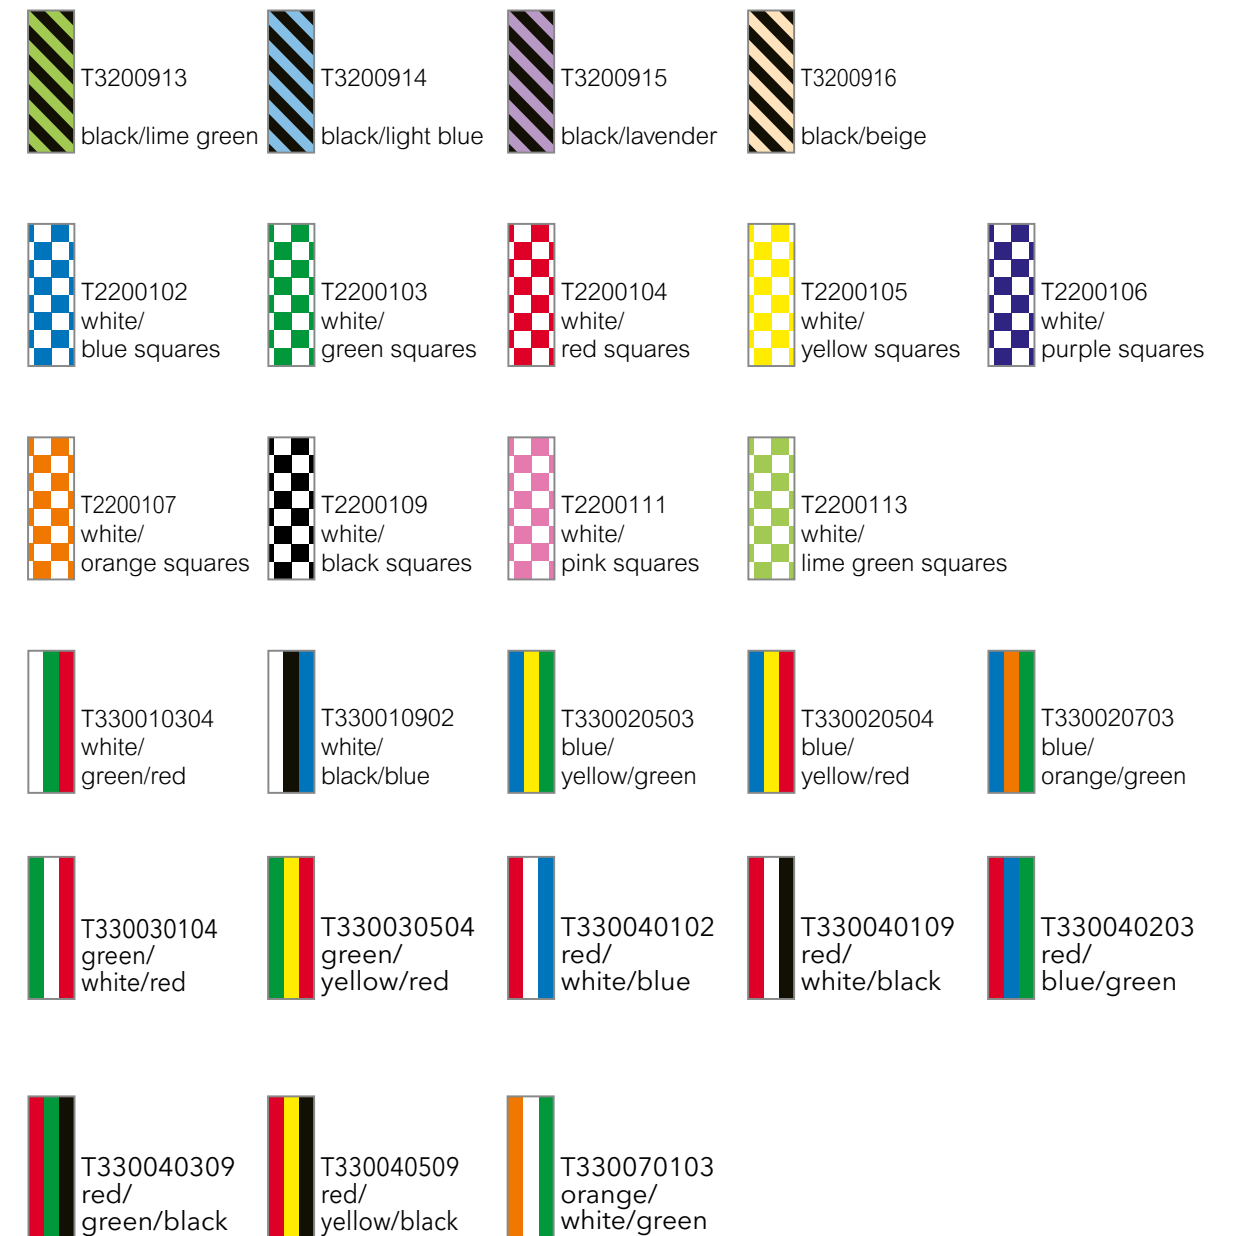 T3200913
black/lime green
T3200914
black/light blue
T3200915
black/lavender
T3200916
black/beige
T2200102
white/
blue squares
T2200103
white/
green squares
T2200104
white/
red squares
T2200105
white/
yellow squares
T2200106
white/
purple squares
T2200107
white/
orange squares
T2200109
white/
black squares
T2200111
white/
pink squares
T2200113
white/
lime green squares
T330010304
white/
green/red
T330010902
white/
black/blue
T330020503
blue/
yellow/green
T330020504
blue/
yellow/red
T330020703
blue/
orange/green
T330030104
green/
white/red
T330030504
green/
yellow/red
T330040102
red/
white/blue
T330040109
red/
white/black
T330040203
red/
blue/green
T330040309
red/
green/black
T330040509
red/
yellow/black
T330070103
orange/
white/green